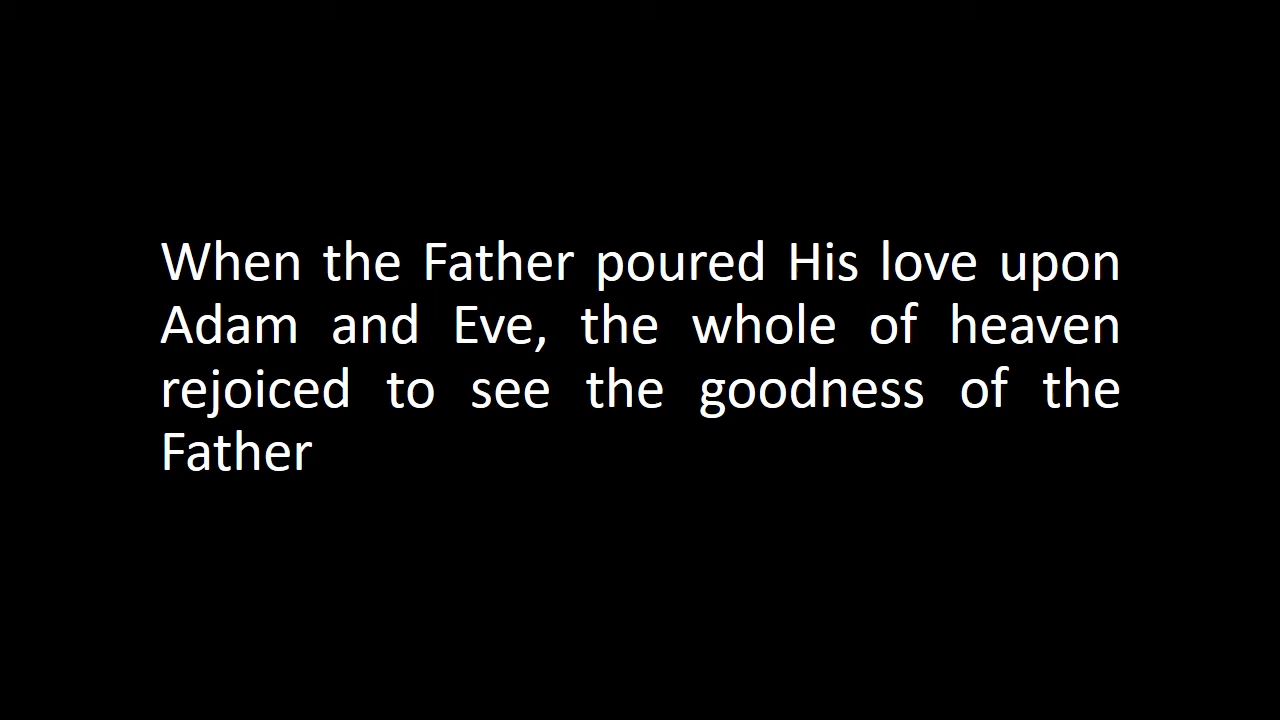 When the Father poured His love upon
Adam and Eve, the whole of heaven
rejoiced to see the goodness of the
Father